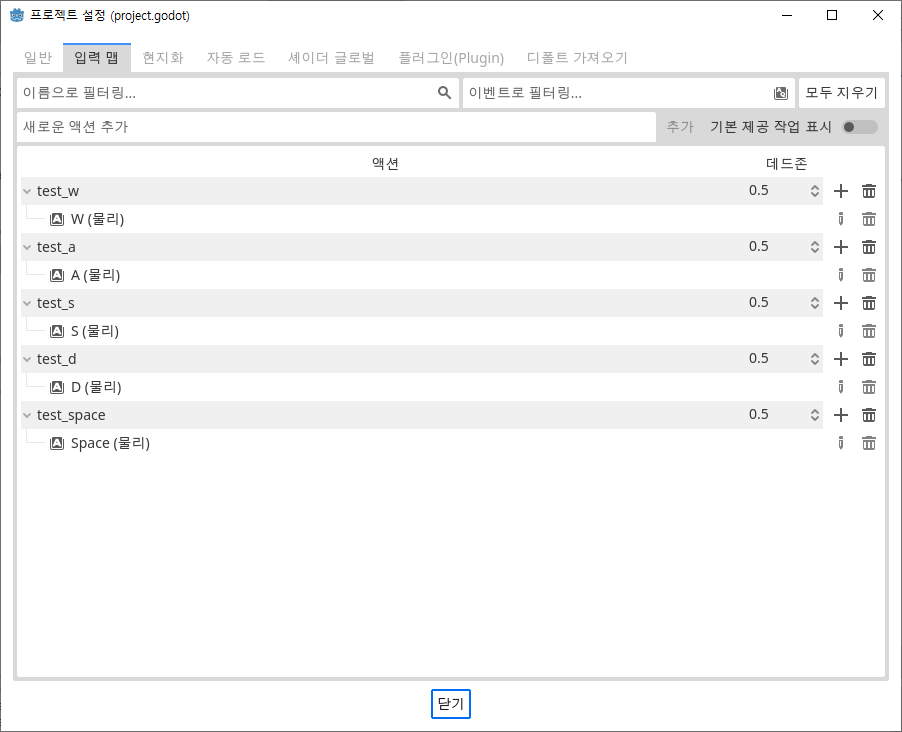 프로젝트 설정 (project.godot)
일반 입력 맵 현지화 자동 로드 셰이더 글로벌 플러그인(Plugin) 디폴트 가져오기
이름으로 필터링... 이벤트로 필터링... 모두 지우기
새로운 액션 추가 추가 기본 제공 작업 표시
액션 데드존
test_w 0.5
W (물리)
test_a 0.5
A (물리)
test_s 0.5
S (물리)
test_d 0.5
D (물리)
test_space 0.5
Space (물리)
닫기